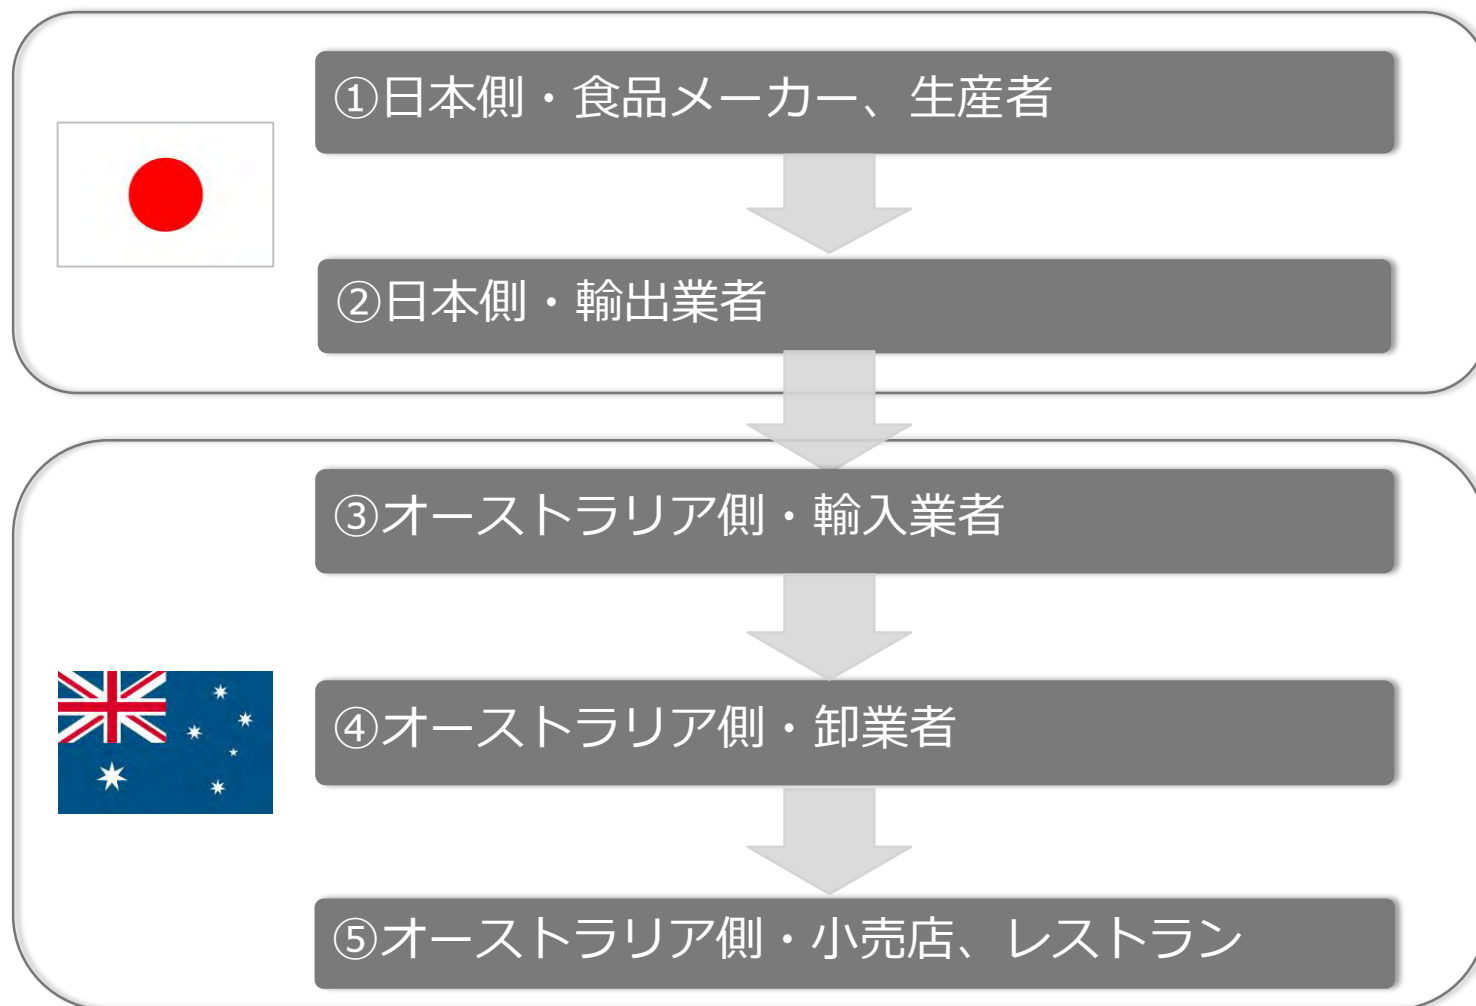 ①日本側・食品メーカー、生産者
②日本側・輸出業者
③オーストラリア側・輸入業者
④オーストラリア側・卸業者
⑤オーストラリア側・小売店、レストラン